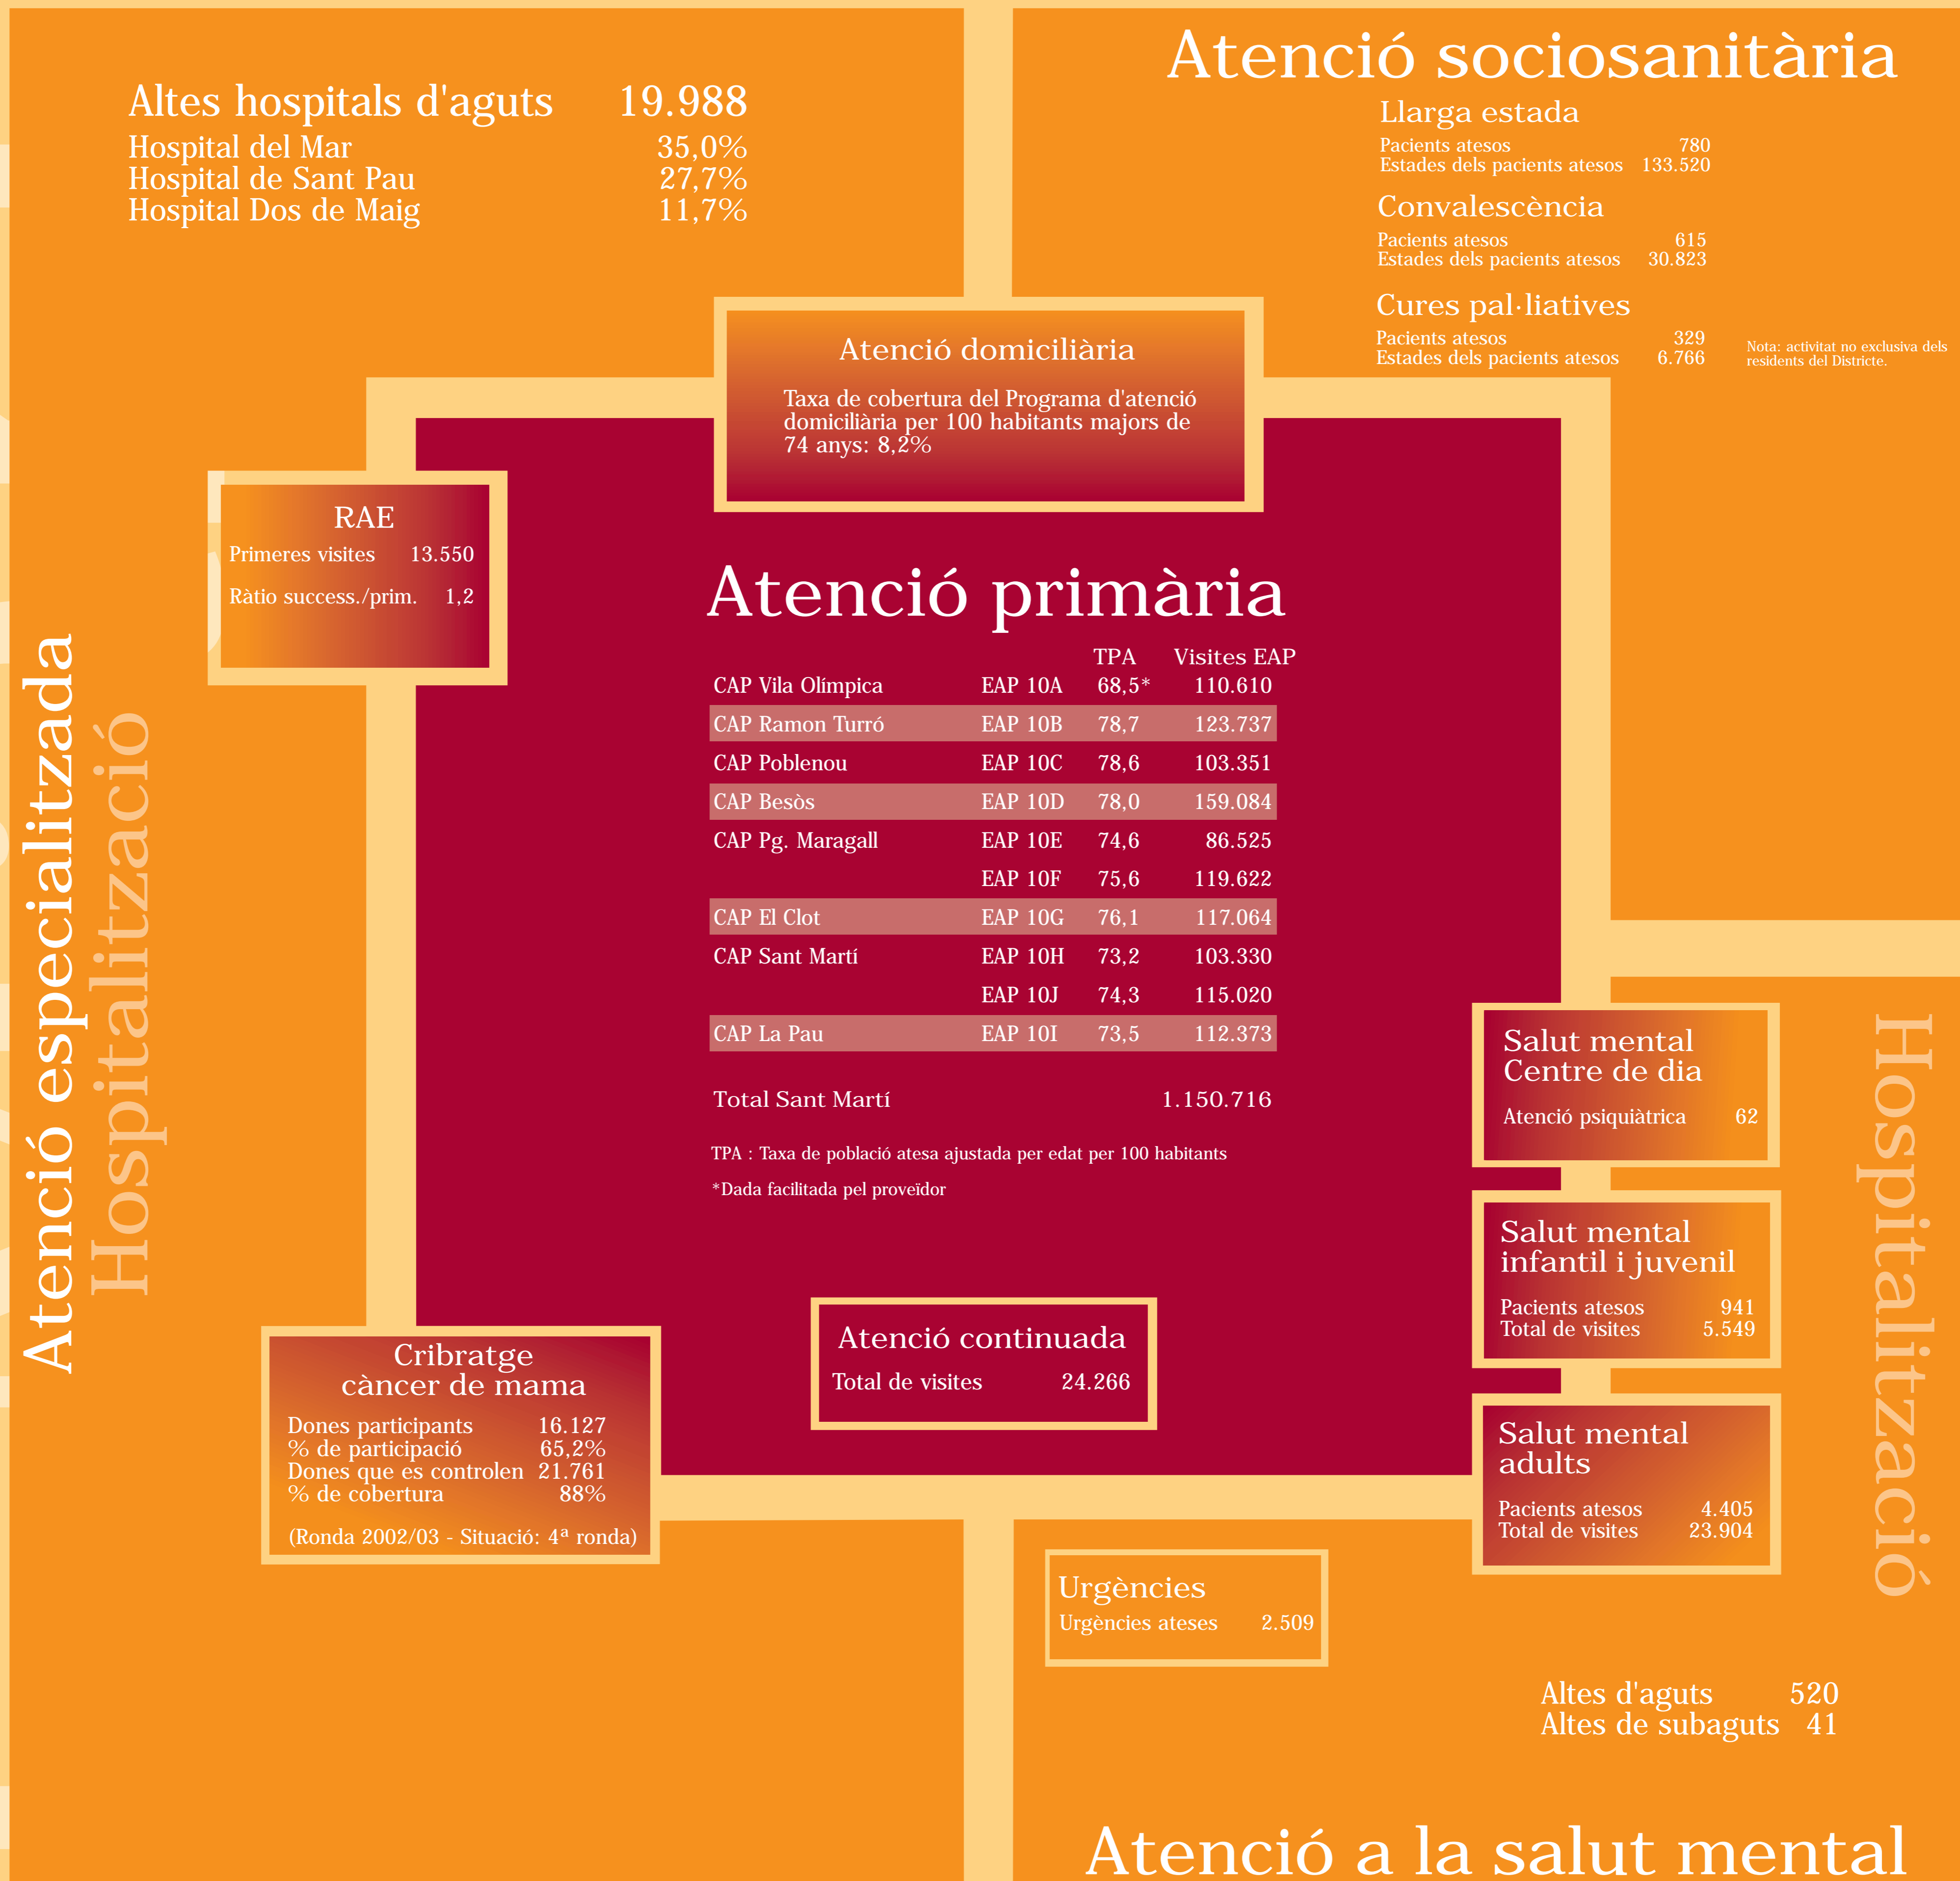 Altes hospitals d'aguts 19.988
Hospital del Mar 35,0%
Hospital de Sant Pau 27,7%
Hospital Dos de Maig 11,7%
Atenció sociosanitària
Llarga estada
Pacients atesos 780
Estades dels pacients atesos 133.520
Convalescència
Pacients atesos 615
Estades dels pacients atesos 30.823
Cures pal·liatives
Pacients atesos 329
Estades dels pacients atesos 6.766
Nota: activitat no exclusiva dels
residents del Districte.
Atenció domiciliària
Taxa de cobertura del Programa d'atenció
domiciliària per 100 habitants majors de
74 anys: 8,2%
RAE
Primeres visites 13.550
Ràtio success./prim. 1,2
Atenció especialitzada
Hospitalització
Atenció primària
TPA Visites EAP
CAP Vila Olímpica EAP 10A 68,5* 110.610
CAP Ramon Turró EAP 10B 78,7 123.737
CAP Poblenou EAP 10C 78,6 103.351
CAP Besòs EAP 10D 78,0 159.084
CAP Pg. Maragall EAP 10E 74,6 86.525
EAP 10F 75,6 119.622
CAP El Clot EAP 10G 76,1 117.064
CAP Sant Martí EAP 10H 73,2 103.330
EAP 10J 74,3 115.020
CAP La Pau EAP 10I 73,5 112.373
Total Sant Martí 1.150.716
TPA : Taxa de població atesa ajustada per edat per 100 habitants
*Dada facilitada pel proveïdor
Atenció continuada
Total de visites 24.266
Cribratge
càncer de mama
Dones participants 16.127
% de participació 65,2%
Dones que es controlen 21.761
% de cobertura 88%
(Ronda 2002/03 - Situació: 4ª ronda)
Salut mental
Centre de dia
Atenció psiquiàtrica 62
Salut mental
infantil i juvenil
Pacients atesos 941
Total de visites 5.549
Salut mental
adults
Pacients atesos 4.405
Total de visites 23.904
Hospitalització
Urgències
Urgències ateses 2.509
Altes d'aguts 520
Altes de subaguts 41
Atenció a la salut mental